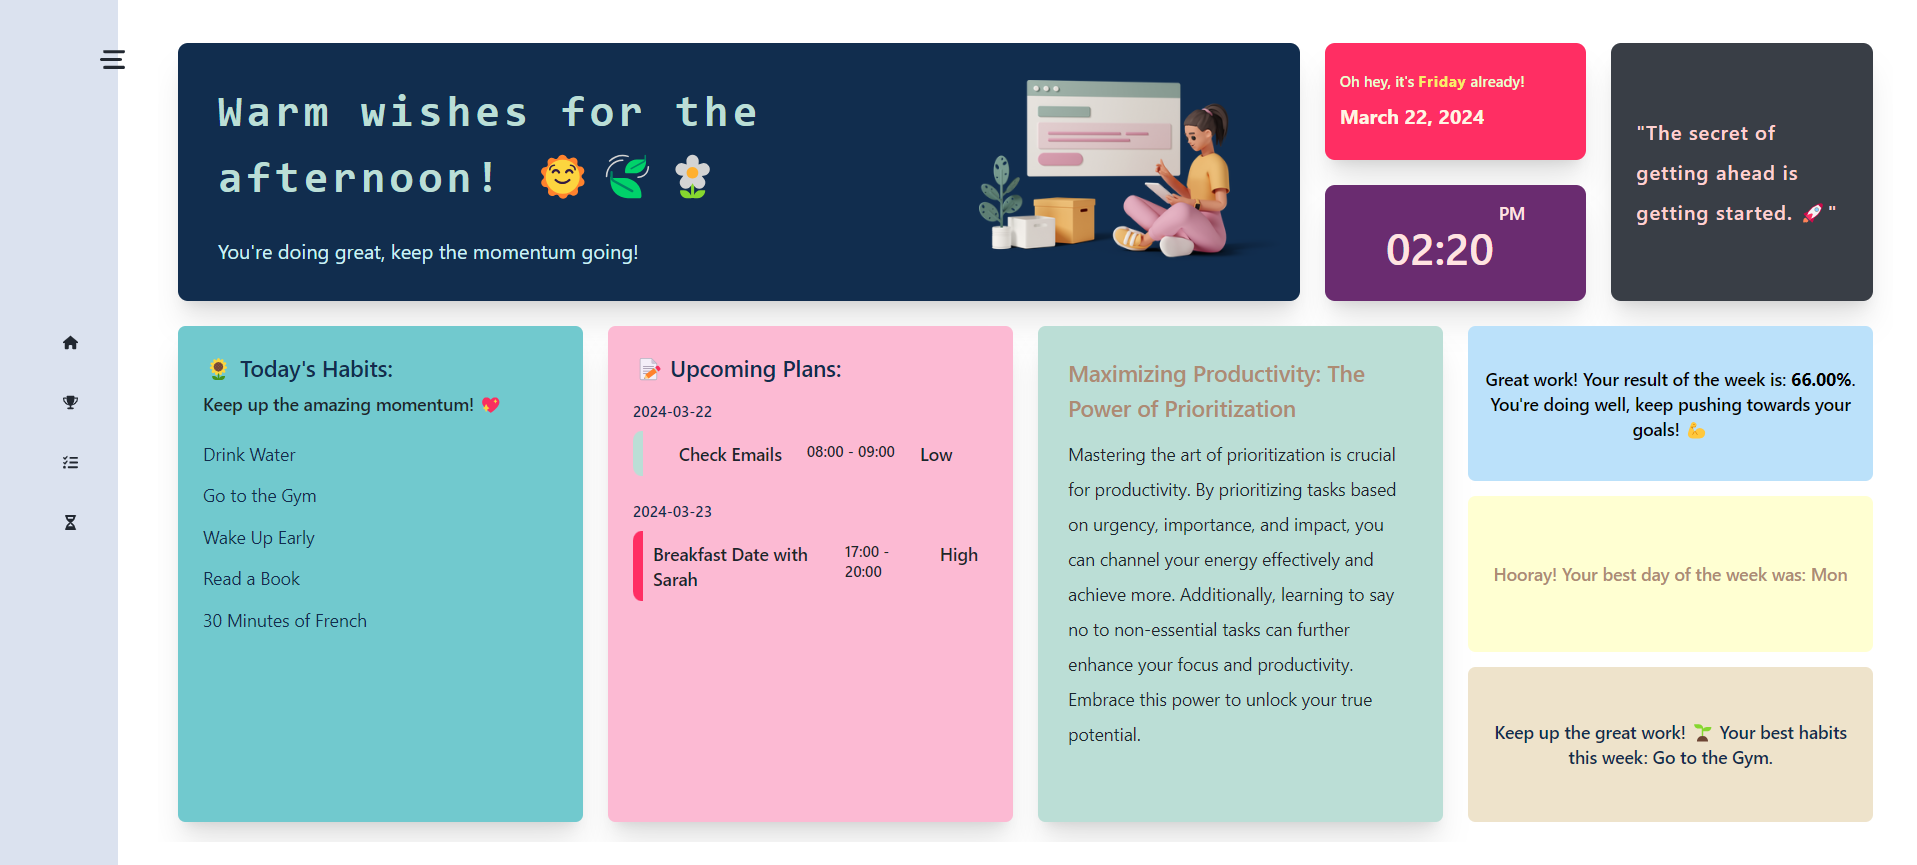 Warm wishes for the
afternoon! 🌞 🍃 🌼
You're doing great, keep the momentum going!
Oh hey, it's Friday already!
March 22, 2024
PM
02:20
"The secret of
getting ahead is
getting started. 🚀 "
🌻 Today's Habits:
Keep up the amazing momentum! 💖
Drink Water
Go to the Gym
Wake Up Early
Read a Book
30 Minutes of French
📝 Upcoming Plans:
2024-03-22
Check Emails 08:00 - 09:00 Low
2024-03-23
Breakfast Date with 17:00 - High
Sarah 20:00
Maximizing Productivity: The
Power of Prioritization
Mastering the art of prioritization is crucial
for productivity. By prioritizing tasks based
on urgency, importance, and impact, you
can channel your energy effectively and
achieve more. Additionally, learning to say
no to non-essential tasks can further
enhance your focus and productivity.
Embrace this power to unlock your true
potential.
Great work! Your result of the week is: 66.00%.
You're doing well, keep pushing towards your
goals! 💪
Hooray! Your best day of the week was: Mon
Keep up the great work! 🌱 Your best habits
this week: Go to the Gym.